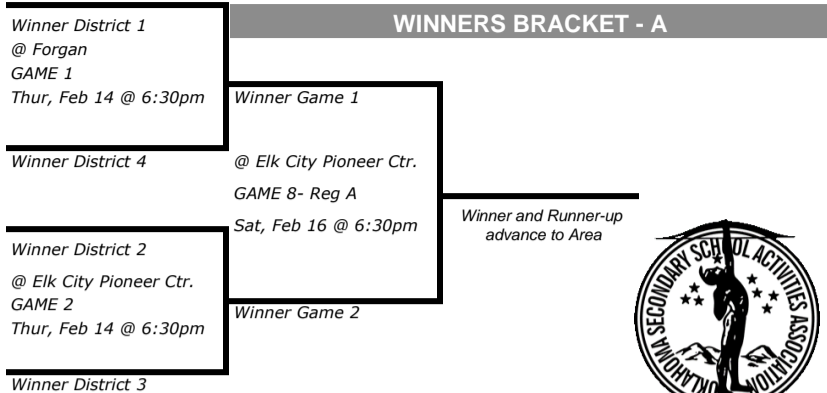 WINNERS BRACKET - A
Winner District 1
@ Forgan
GAME 1
Thur, Feb 14 @ 6:30pm
Winner District 4
Winner Game 1
@ Elk City Pioneer Ctr.
GAME 8- Reg A
Sat, Feb 16 @ 6:30pm
Winner and Runner-up
advance to Area
Winner District 2
@ Elk City Pioneer Ctr.
GAME 2
Thur, Feb 14 @ 6:30pm
Winner District 3
Winner Game 2
OKLAHOMA SECONDARY SCHOOL ACTIVITIES ASSOCIATION